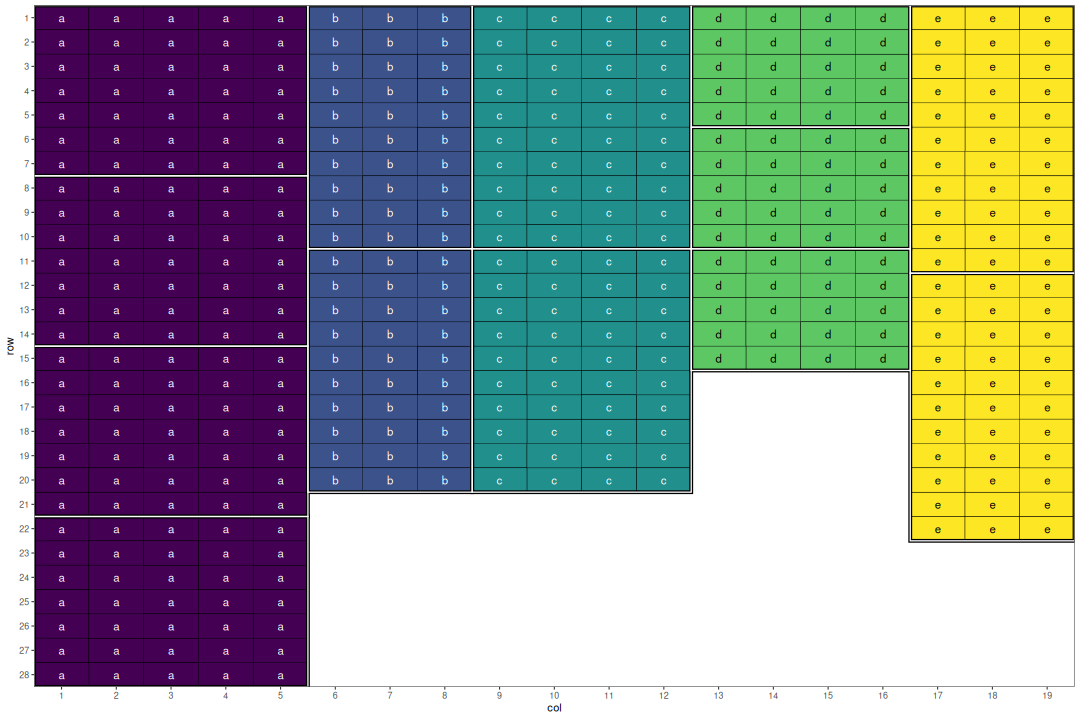 1 a a a a a b b b c c c c d d d d e e e
2 a a a a a b b b c c c c d d d d e e e
3 a a a a a b b b c c c c d d d d e e e
4 a a a a a b b b c c c c d d d d e e e
5 a a a a a b b b c c c c d d d d e e e
6 a a a a a b b b c c c c d d d d e e e
7 a a a a a b b b c c c c d d d d e e e
8 a a a a a b b b c c c c d d d d e e e
9 a a a a a b b b c c c c d d d d e e e
10 a a a a a b b b c c c c d d d d e e e
11 a a a a a b b b c c c c d d d d e e e
12 a a a a a b b b c c c c d d d d e e e
13 a a a a a b b b c c c c d d d d e e e
14 a a a a a b b b c c c c d d d d e e e
row
15 a a a a a b b b c c c c d d d d e e e
16 a a a a a b b b c c c c e e e
17 a a a a a b b b c c c c e e e
18 a a a a a b b b c c c c e e e
19 a a a a a b b b c c c c e e e
20 a a a a a b b b c c c c e e e
21 a a a a a e e e
22 a a a a a e e e
23 a a a a a
24 a a a a a
25 a a a a a
26 a a a a a
27 a a a a a
28 a a a a a
1 2 3 4 5 6 7 8 9 10 11 12 13 14 15 16 17 18 19
col